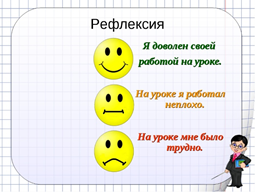 Рефлексия
Я доволен своей
работой на уроке.
На уроке я работал
неплохо.
На уроке мне было
трудно.